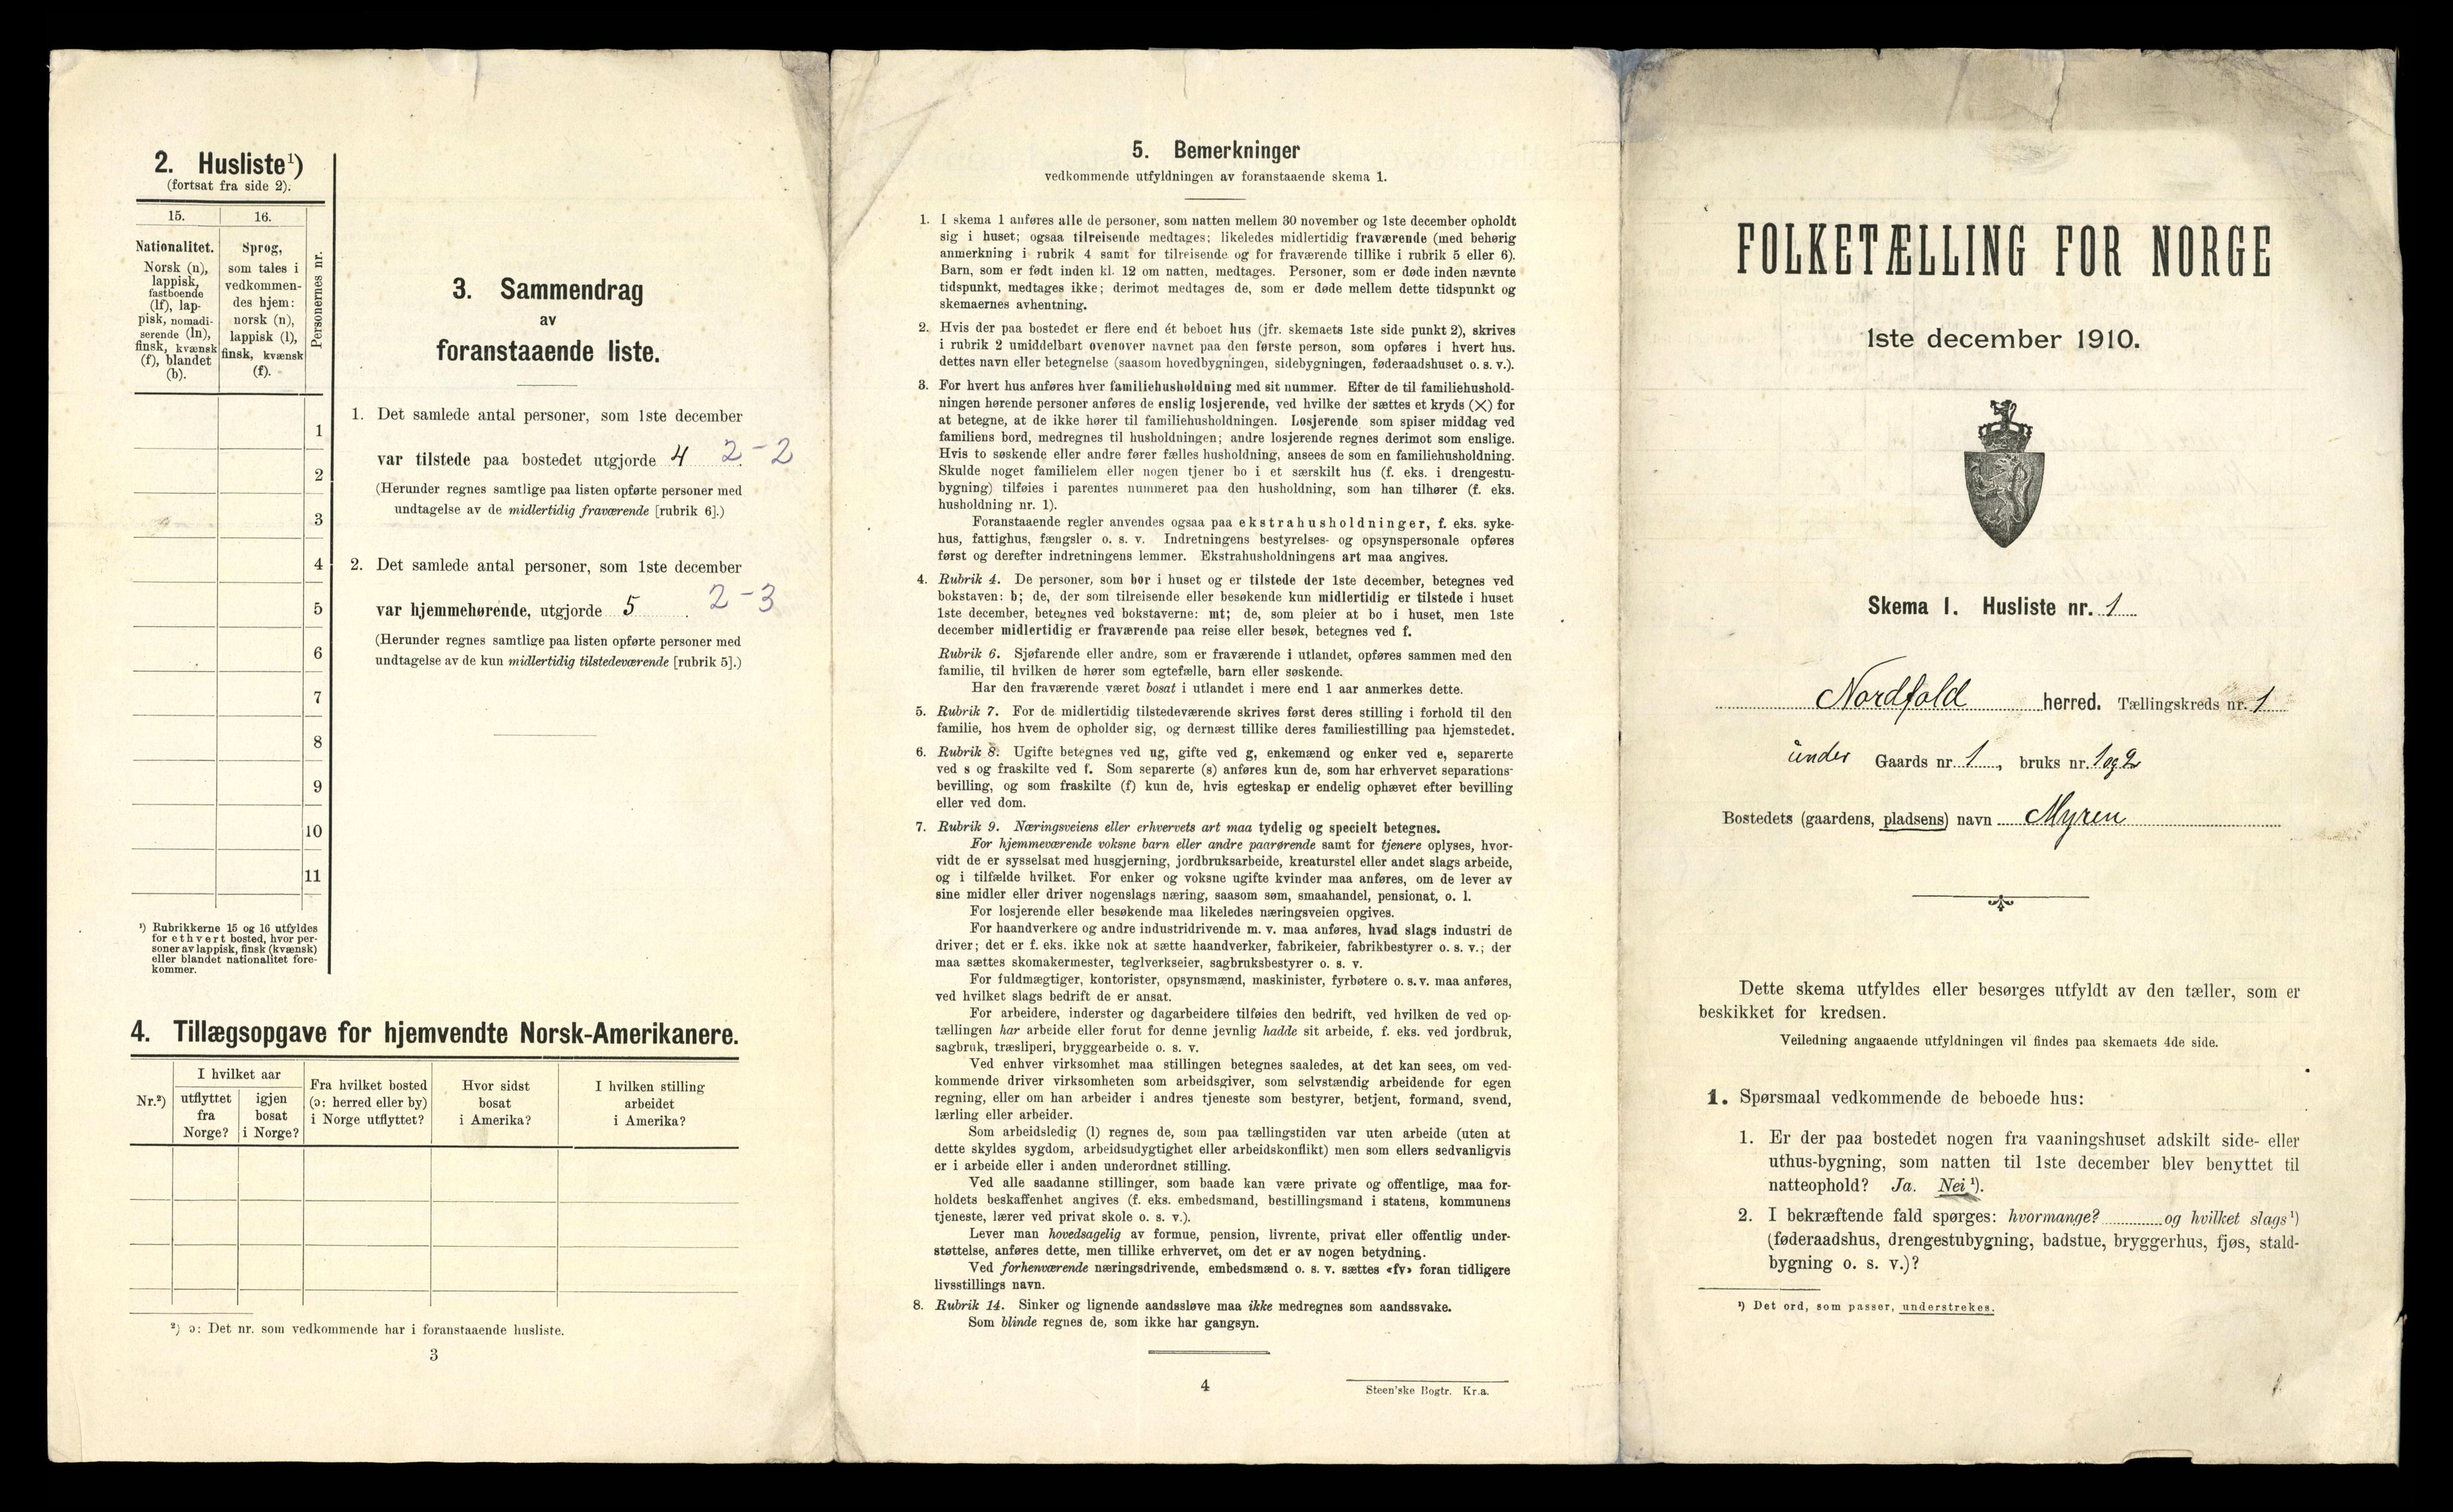 2. Husliste¹)
(fortsat fra side 2).
15. 16.
Nationalitet.
Norsk (n),
lappisk,
fastboende
(lf), lap-
pisk, nomadi-
serende (ln),
finsk, kvænsk
(f), blandet
(b).
Sprog,
som tales i
vedkommen-
des hjem:
norsk (n),
lappisk (l),
finsk, kvænsk
(f).
Personernes nr.
1
2
3
4
5
6
7
8
9
10
11
¹) Rubrikkerne 15 og 16 utfyldes
for ethvert bosted, hvor per-
soner av lappisk, finsk (kvænsk)
eller blandet nationalitet fore-
kommer.
3. Sammendrag
av
foranstaaende liste.
1. Det samlede antal personer, som 1ste december
var tilstede paa bostedet utgjorde 4 2-2
(Herunder regnes samtlige paa listen opførte personer med
undtagelse av de midlertidig fraværende [rubrik 6].)
2. Det samlede antal personer, som 1ste december
var hjemmehørende, utgjorde 5. 2-3
(Herunder regnes samtlige paa listen opførte personer med
undtagelse av de kun midlertidig tilstedeværende [rubrik 5].)
4. Tillægsopgave for hjemvendte Norsk-Amerikanere.
Nr.²)
I hvilket aar
utflyttet
fra
Norge?
igjen
bosat
i Norge?
Fra hvilket bosted
(ɔ: herred eller by)
i Norge utflyttet?
Hvor sidst
bosat
i Amerika?
I hvilken stilling
arbeidet
i Amerika?
²) ɔ: Det nr. som vedkommende har i foranstaaende husliste.
3
5. Bemerkninger
vedkommende utfyldningen av foranstaaende skema 1.
1. I skema 1 anføres alle de personer, som natten mellem 30 november og 1ste december opholdt
sig i huset; ogsaa tilreisende medtages; likeledes midlertidig fraværende (med behørig
anmerkning i rubrik 4 samt for tilreisende og for fraværende tillike i rubrik 5 eller 6).
Barn, som er født inden kl. 12 om natten, medtages. Personer, som er døde inden nævnte
tidspunkt, medtages ikke; derimot medtages de, som er døde mellem dette tidspunkt og
skemaernes avhentning.
2. Hvis der paa bostedet er flere end ét beboet hus (jfr. skemaets 1ste side punkt 2), skrives
i rubrik 2 umiddelbart ovenover navnet paa den første person, som opføres i hvert hus.
dettes navn eller betegnelse (saasom hovedbygningen, sidebygningen, føderaadshuset o. s. v.).
3. For hvert hus anføres hver familiehusholdning med sit nummer. Efter de til familiehushold-
ningen hørende personer anføres de enslig losjerende, ved hvilke der sættes et kryds (X) for
at betegne, at de ikke hører til familiehusholdningen. Losjerende som spiser middag ved
familiens bord, medregnes til husholdningen; andre losjerende regnes derimot som enslige.
Hvis to søskende eller andre fører fælles husholdning, ansees de som en familiehusholdning.
Skulde noget familielem eller nogen tjener bo i et særskilt hus (f. eks. i drengestu-
bygning) tilføies i parentes nummeret paa den husholdning, som han tilhører (f. eks.
husholdning nr. 1).
Foranstaaende regler anvendes ogsaa paa ekstrahusholdninger, f. eks. syke-
hus, fattighus, fængsler o. s. v. Indretningens bestyrelses- og opsynspersonale opføres
først og derefter indretningens lemmer. Ekstrahusholdningens art maa angives.
4. Rubrik 4. De personer, som bor i huset og er tilstede der 1ste december, betegnes ved
bokstaven: b; de, der som tilreisende eller besøkende kun midlertidig er tilstede i huset
1ste december, betegnes ved bokstaverne: mt; de, som pleier at bo i huset, men 1ste
december midlertidig er fraværende paa reise eller besøk, betegnes ved f.
Rubrik 6. Sjøfarende eller andre, som er fraværende i utlandet, opføres sammen med den
familie, til hvilken de hører som egtefælle, barn eller søskende.
Har den fraværende været bosat i utlandet i mere end 1 aar anmerkes dette.
5. Rubrik 7. For de midlertidig tilstedeværende skrives først deres stilling i forhold til den
familie, hos hvem de opholder sig, og dernæst tillike deres familiestilling paa hjemstedet.
6. Rubrik 8. Ugifte betegnes ved ug, gifte ved g, enkemænd og enker ved e, separerte
ved s og fraskilte ved f. Som separerte (s) anføres kun de, som har erhvervet separations-
bevilling, og som fraskilte (f) kun de, hvis egteskap er endelig ophævet efter bevilling
eller ved dom.
7. Rubrik 9. Næringsveiens eller erhvervets art maa tydelig og specielt betegnes.
For hjemmeværende voksne barn eller andre paarørende samt for tjenere oplyses, hvor-
vidt de er sysselsat med husgjerning, jordbruksarbeide, kreaturstel eller andet slags arbeide,
og i tilfælde hvilket. For enker og voksne ugifte kvinder maa anføres, om de lever av
sine midler eller driver nogenslags næring, saasom søm, smaahandel, pensionat, o. l.
For losjerende eller besøkende maa likeledes næringsveien opgives.
For haandverkere og andre industridrivende m. v. maa anføres, hvad slags industri de
driver; det er f. eks. ikke nok at sætte haandverker, fabrikeier, fabrikbestyrer o. s. v.; der
maa sættes skomakermester, teglverkseier, sagbruksbestyrer o. s. v.
For fuldmægtiger, kontorister, opsynsmænd, maskinister, fyrbøtere o. s. v. maa anføres,
ved hvilket slags bedrift de er ansat.
For arbeidere, inderster og dagarbeidere tilføies den bedrift, ved hvilken de ved op-
tællingen har arbeide eller forut for denne jevnlig hadde sit arbeide, f. eks. ved jordbruk,
sagbruk, træsliperi, bryggearbeide o. s. v.
Ved enhver virksomhet maa stillingen betegnes saaledes, at det kan sees, om ved-
kommende driver virksomheten som arbeidsgiver, som selvstændig arbeidende for egen
regning, eller om han arbeider i andres tjeneste som bestyrer, betjent, formand, svend,
lærling eller arbeider.
Som arbeidsledig (l) regnes de, som paa tællingstiden var uten arbeide (uten at
dette skyldes sygdom, arbeidsudygtighet eller arbeidskonflikt) men som ellers sedvanligvis
er i arbeide eller i anden underordnet stilling.
Ved alle saadanne stillinger, som baade kan være private og offentlige, maa for-
holdets beskaffenhet angives (f. eks. embedsmand, bestillingsmand i statens, kommunens
tjeneste, lærer ved privat skole o. s. v.).
Lever man hovedsagelig av formue, pension, livrente, privat eller offentlig under-
støttelse, anføres dette, men tillike erhvervet, om det er av nogen betydning.
Ved forhenværende næringsdrivende, embedsmænd o. s. v. sættes «fv» foran tidligere
livsstillings navn.
8. Rubrik 14. Sinker og lignende aandssløve maa ikke medregnes som aandssvake.
Som blinde regnes de, som ikke har gangsyn.
4
Steen'ske Bogtr. Kr.a.
FOLKETÆLLING FOR NORGE
1ste december 1910.
Skema 1. Husliste nr. 1
Nordfold herred. Tællingskreds nr. 1
under Gaards nr. 1, bruks nr. 1 og 2
Bostedets (gaardens, pladsens) navn Myren
Dette skema utfyldes eller besørges utfyldt av den tæller, som er
beskikket for kredsen.
Veiledning angaaende utfyldningen vil findes paa skemaets 4de side.
1. Spørsmaal vedkommende de beboede hus:
1. Er der paa bostedet nogen fra vaaningshuset adskilt side- eller
uthus-bygning, som natten til 1ste december blev benyttet til
natteophold? Ja. Nei ¹).
2. I bekræftende fald spørges: hvormange? og hvilket slags ¹)
(føderaadshus, drengestubygning, badstue, bryggerhus, fjøs, stald-
bygning o. s. v.)?
¹) Det ord, som passer, understrekes.